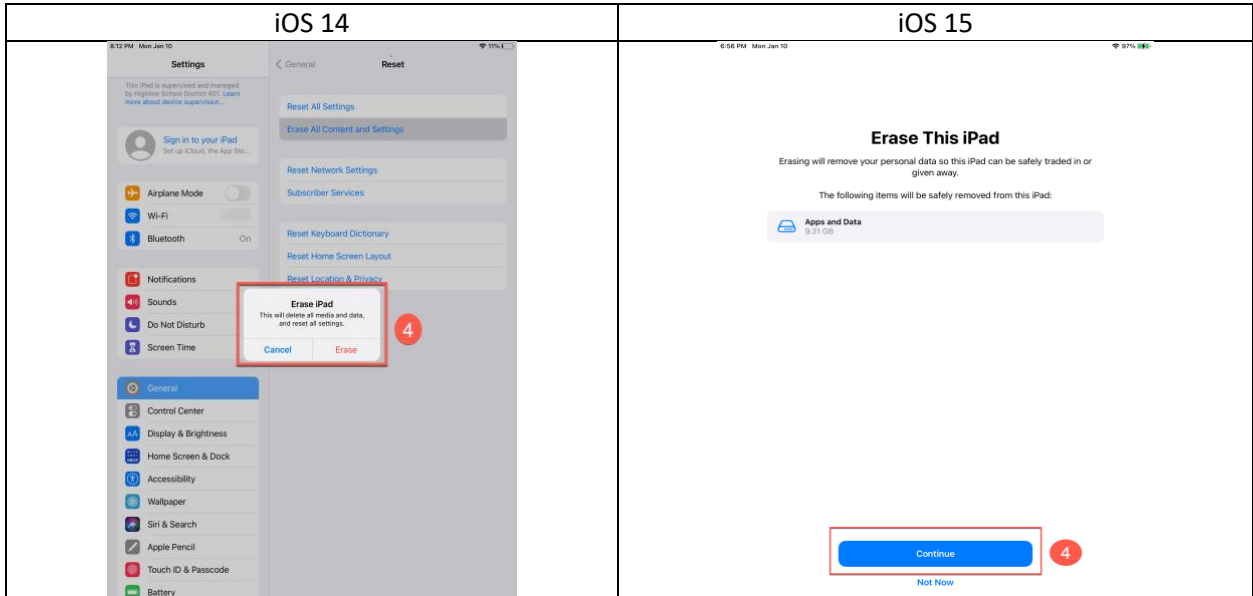 iOS 14
iOS 15
8:12 PM Mon Jan 10
11%
Settings
This iPad is supervised and managed
by Highline School District 401. Learn
more about device supervision...
Sign in to your iPad
Set up iCloud, the App Sto...
Airplane Mode
Wi-Fi
Bluetooth On
Notifications
Sounds
Do Not Disturb
Screen Time
General
Control Center
Display & Brightness
Home Screen & Dock
Accessibility
Wallpaper
Siri & Search
Apple Pencil
Touch ID & Passcode
Battery
General
Reset
Reset All Settings
Erase All Content and Settings
Reset Network Settings
Subscriber Services
Reset Keyboard Dictionary
Reset Home Screen Layout
Reset Location & Privacy
Erase iPad
This will delete all media and data,
and reset all settings.
Cancel Erase
4
6:56 PM Mon Jan 10
97%
Erase This iPad
Erasing will remove your personal data so this iPad can be safely traded in or
given away.
The following items will be safely removed from this iPad:
Apps and Data
9.31 GB
Continue
4
Not Now